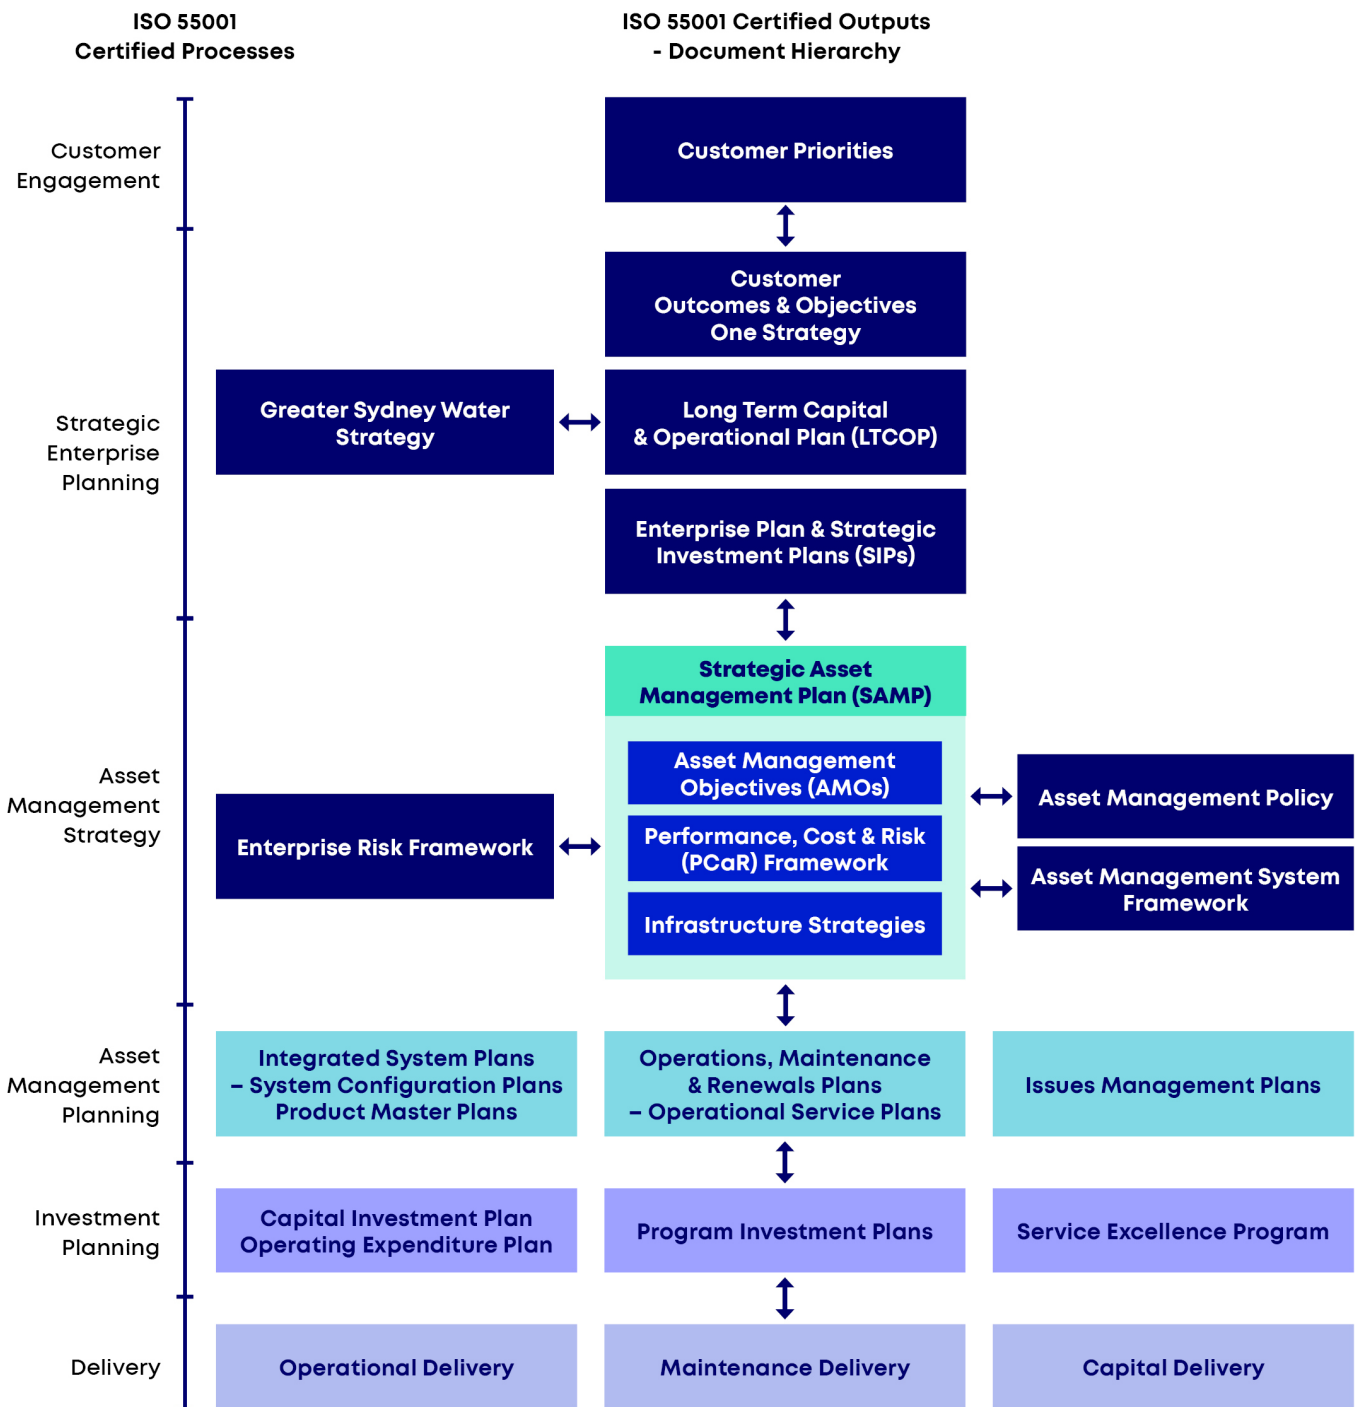 ISO 55001
Certified Processes
ISO 55001 Certified Outputs
- Document Hierarchy
Customer
Engagement
Customer Priorities
Customer
Outcomes & Objectives
One Strategy
Strategic
Enterprise
Planning
Greater Sydney Water
Strategy
Long Term Capital
& Operational Plan (LTCOP)
Enterprise Plan & Strategic
Investment Plans (SIPs)
Asset
Management
Strategy
Strategic Asset
Management Plan (SAMP)
Asset Management
Objectives (AMOs)
Performance, Cost & Risk
(PCaR) Framework
Infrastructure Strategies
Enterprise Risk Framework
Asset Management Policy
Asset Management System
Framework
Asset
Management
Planning
Integrated System Plans
– System Configuration Plans
Product Master Plans
Operations, Maintenance
& Renewals Plans
– Operational Service Plans
Issues Management Plans
Investment
Planning
Capital Investment Plan
Operating Expenditure Plan
Program Investment Plans
Service Excellence Program
Delivery
Operational Delivery
Maintenance Delivery
Capital Delivery